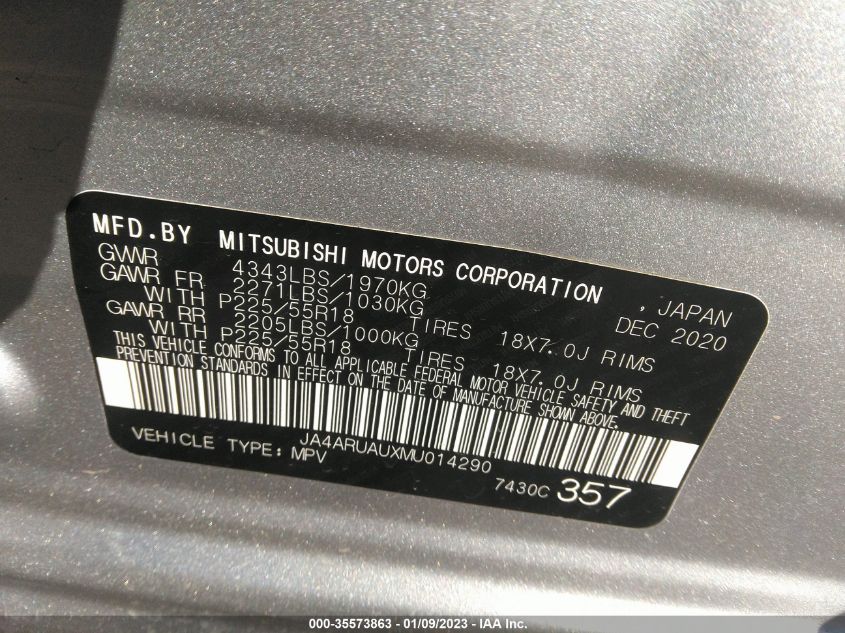 MFD.BY MITSUBISHI MOTORS CORPORATION , JAPAN
GVWR 4343LBS/1970KG DEC 2020
GAWR FR 2271LBS/1030KG
WITH P225/55R18 TIRES 18X7.0J RIMS
GAWR RR 2205LBS/1000KG
WITH P225/55R18 TIRES 18X7.0J RIMS
THIS VEHICLE CONFORMS TO ALL APPLICABLE FEDERAL MOTOR VEHICLE SAFETY AND THEFT
PREVENTION STANDARDS IN EFFECT ON THE DATE OF MANUFACTURE SHOWN ABOVE.
JA4ARUAUXMU014290
VEHICLE TYPE: MPV 7430C 357
000-35573863 - 01/09/2023 - IAA Inc.